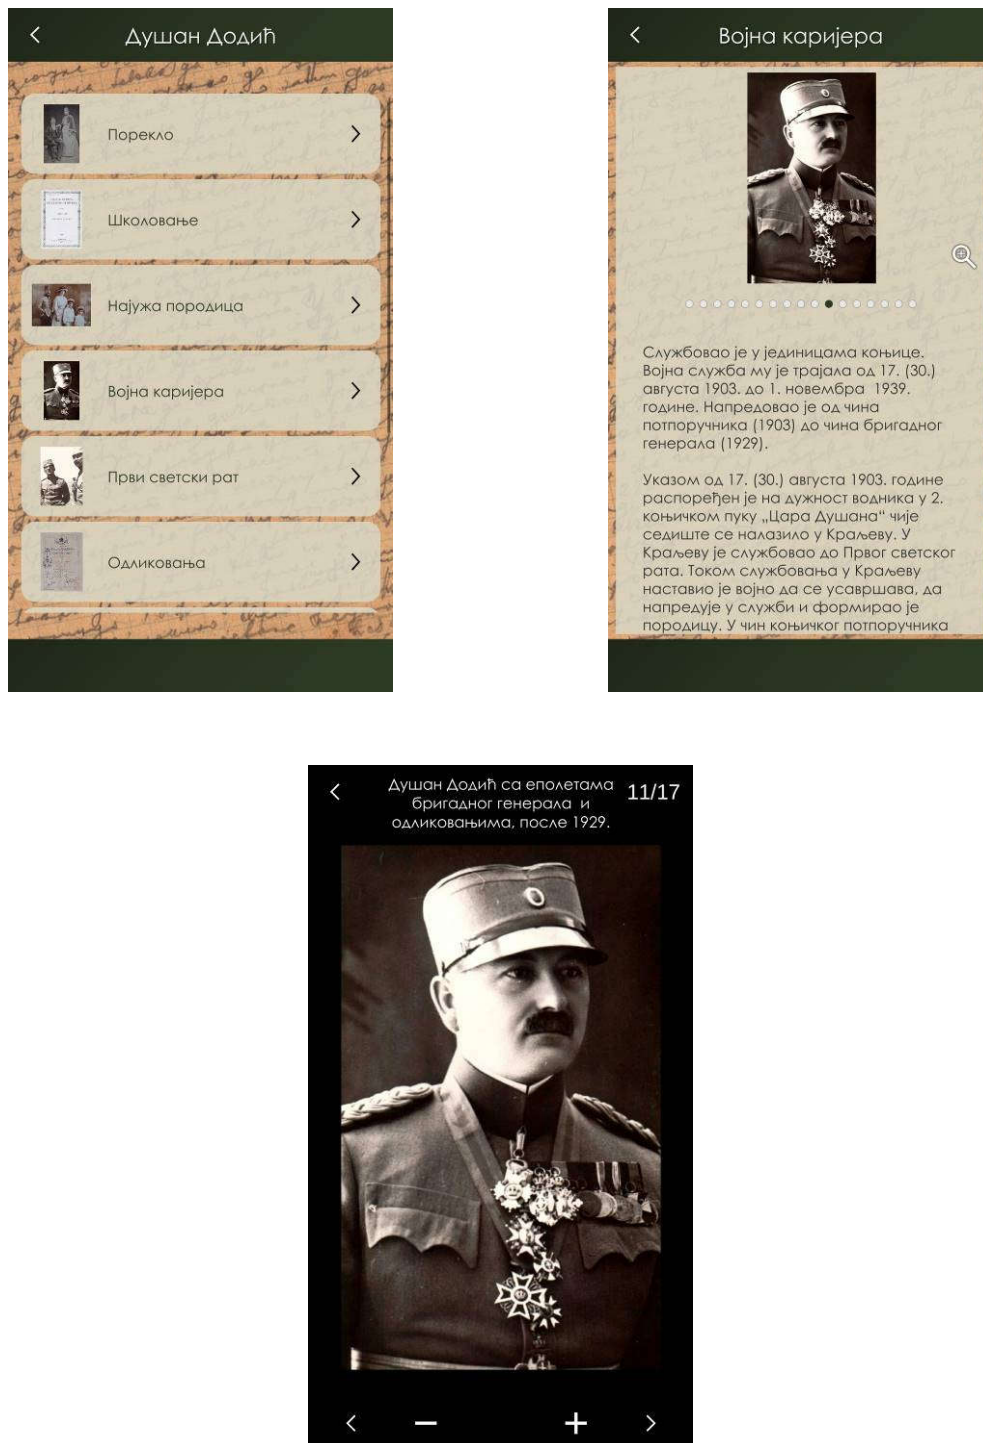 Душан Додић
Порекло
Школовање
Најужа породица
Војна каријера
Први светски рат
Одликовања
Војна каријера
Службовао је у јединицама коњице.
Војна служба му је трајала од 17. (30.)
августа 1903. до 1. новембра 1939.
године. Напредовао је од чина
потпоручника (1903) до чина бригадног
генерала (1929).
Указом од 17. (30.) августа 1903. године
распоређен је на дужност водника у 2.
коњичком пуку „Цара Душана“ чије
седиште се налазило у Краљеву. У
Краљеву је службовао до Првог светског
рата. Током службовања у Краљеву
наставио је војно да се усавршава, да
напредује у служби и формирао је
породицу. У чин коњичког потпоручника
Душан Додић са еполетама
бригадног генерала и
одликовањима, после 1929.
11/17